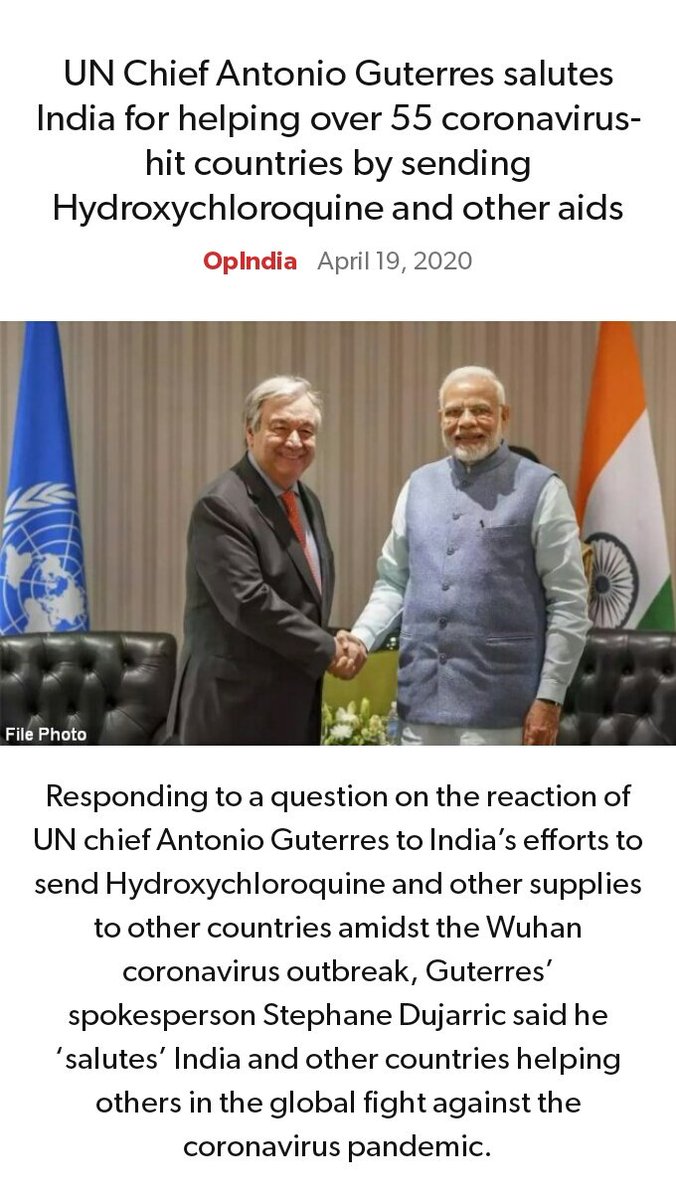 UN Chief Antonio Guterres salutes
India for helping over 55 coronavirus-
hit countries by sending
Hydroxychloroquine and other aids
OpIndia April 19, 2020
File Photo
Responding to a question on the reaction of
UN chief Antonio Guterres to India’s efforts to
send Hydroxychloroquine and other supplies
to other countries amidst the Wuhan
coronavirus outbreak, Guterres’
spokesperson Stephane Dujarric said he
‘salutes’ India and other countries helping
others in the global fight against the
coronavirus pandemic.